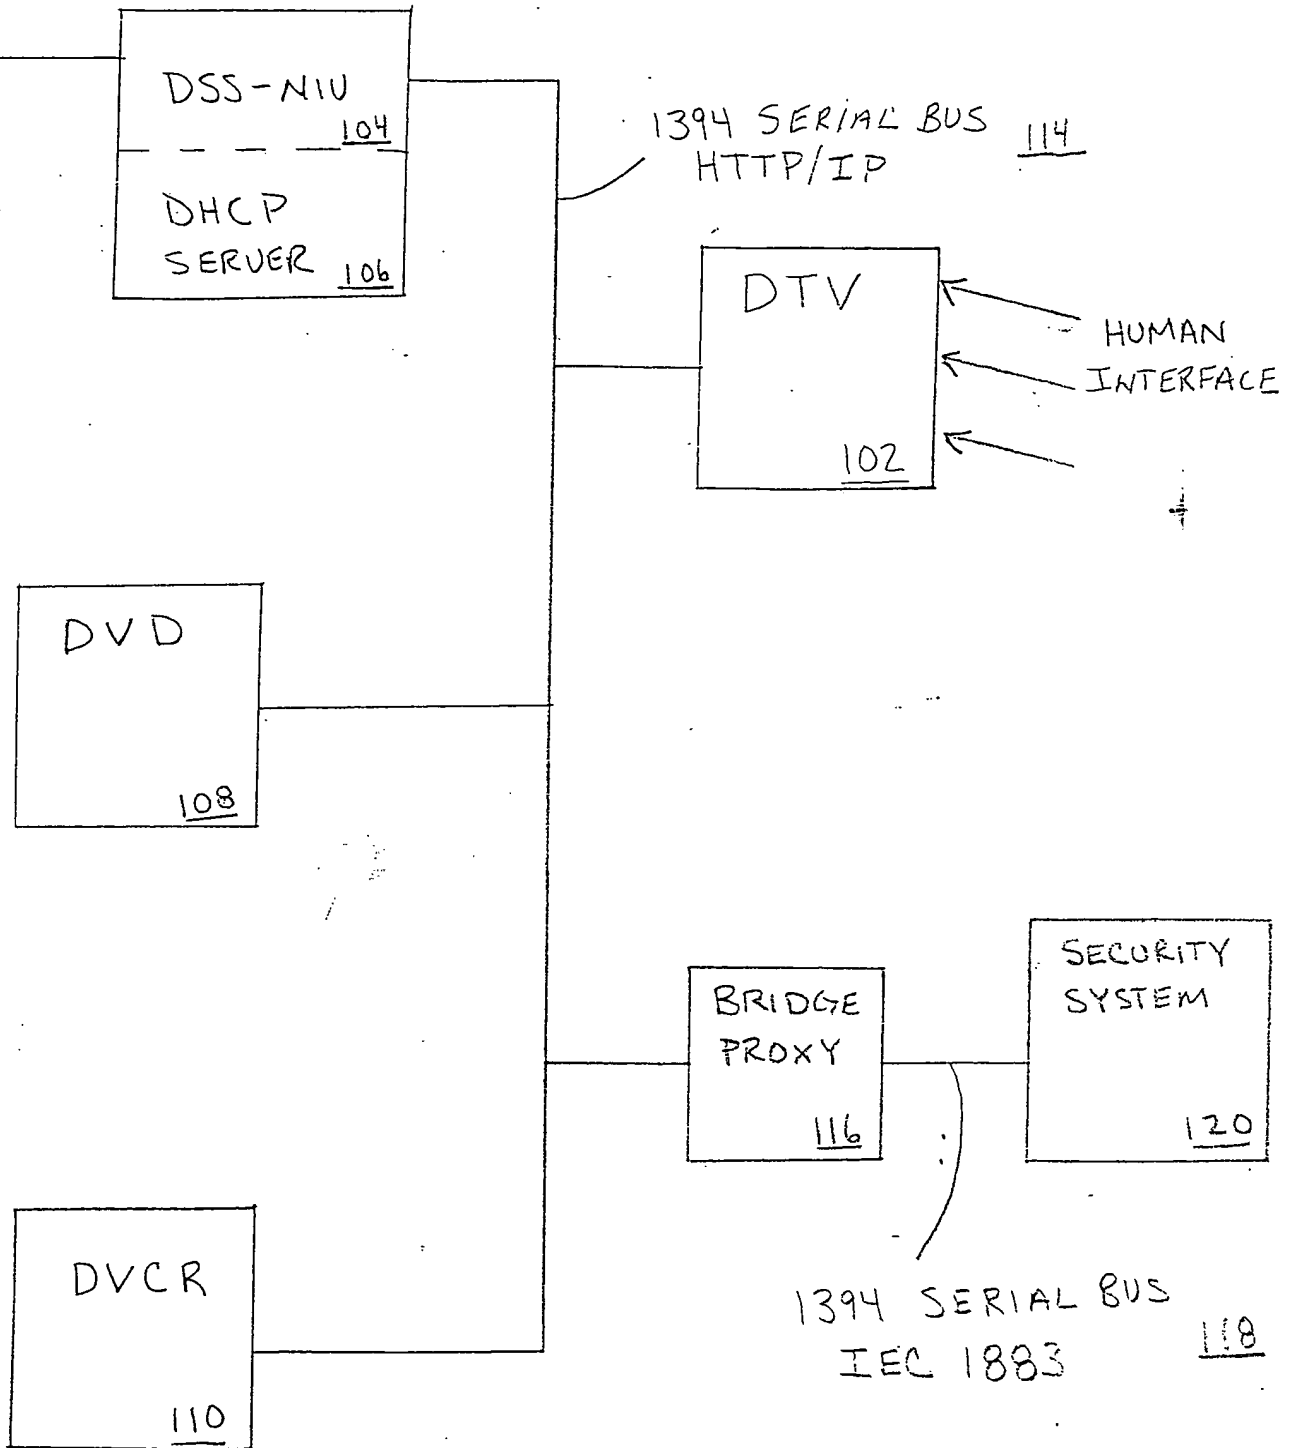 DSS-NIU
104
DHCP
SERVER 106
1394 SERIAL BUS 114
HTTP/IP
DTV
102
HUMAN
INTERFACE
DVD
108
SECURITY
SYSTEM
120
BRIDGE
PROXY
116
DVCR
110
1394 SERIAL BUS
IEC 1883 118